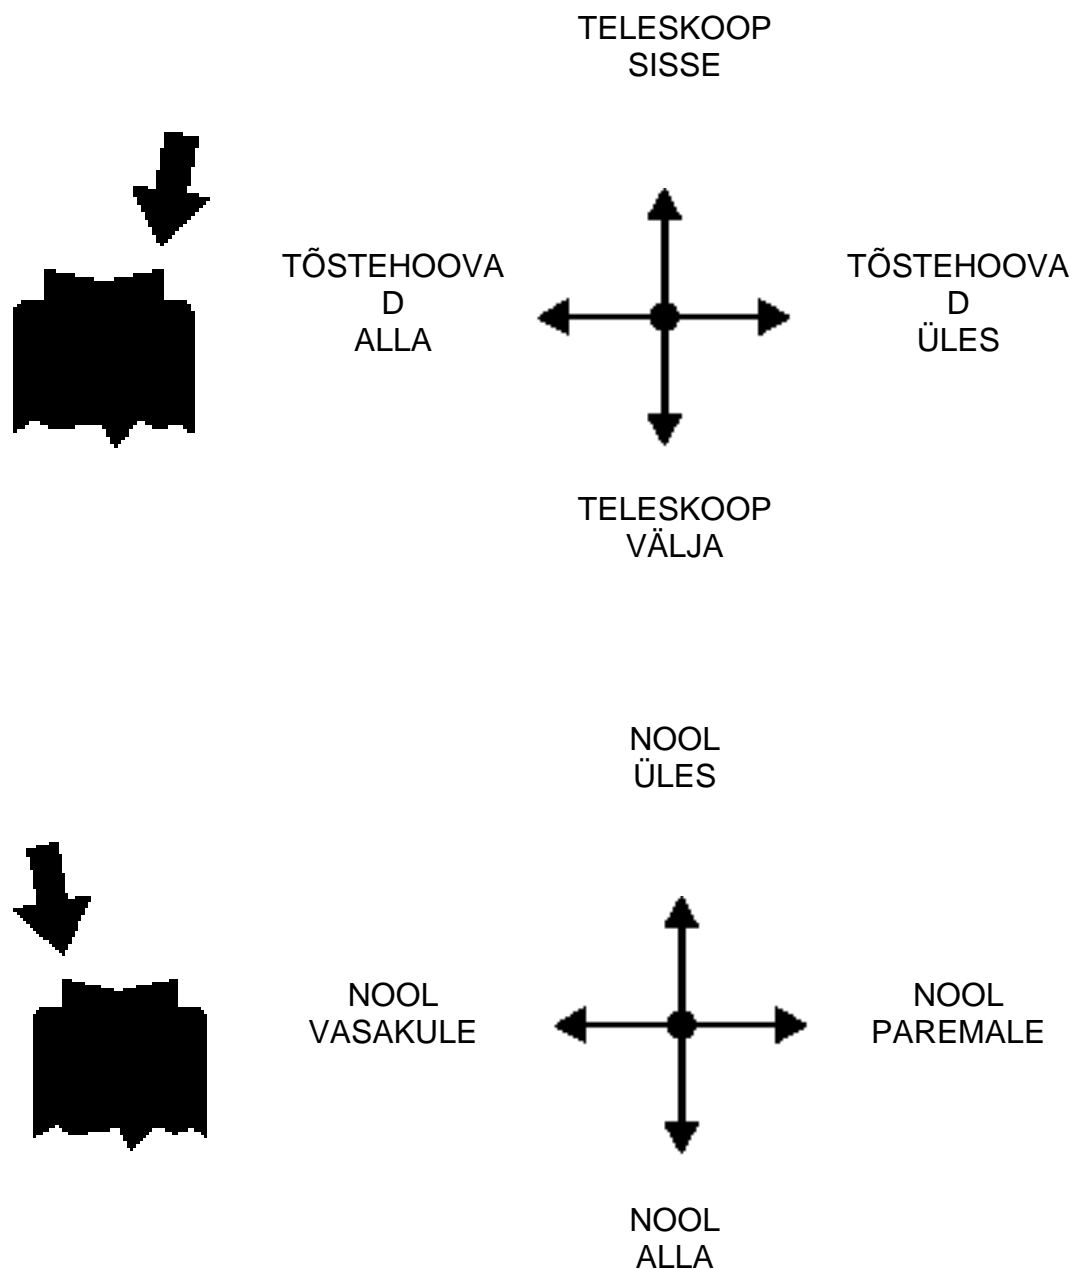 TELESKOOP
SISSE
TÕSTEHOOVA
D
ALLA
TÕSTEHOOVA
D
ÜLES
TELESKOOP
VÄLJA
NOOL
ÜLES
NOOL
VASAKULE
NOOL
PAREMALE
NOOL
ALLA